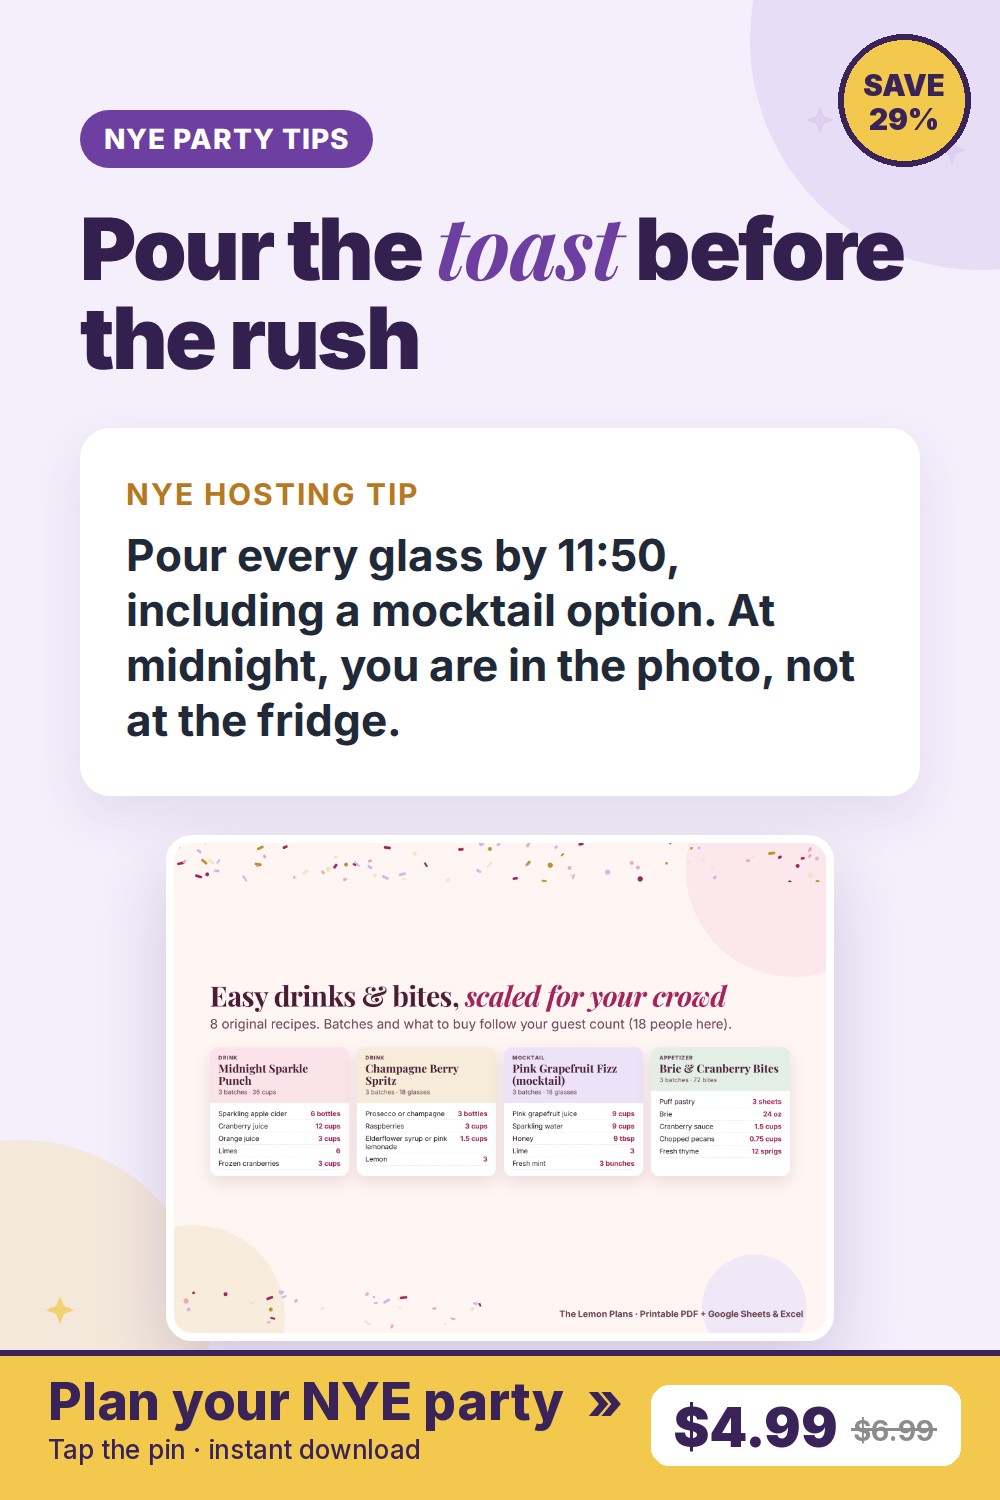 SAVE
29%
NYE PARTY TIPS
Pour the toast before
the rush
NYE HOSTING TIP
Pour every glass by 11:50,
including a mocktail option. At
midnight, you are in the photo, not
at the fridge.
Easy drinks & bites, scaled for your crowd
8 original recipes. Batches and what to buy follow your guest count (18 people here).
DRINK
Midnight Sparkle
Punch
3 batches · 36 cups
Sparkling apple cider 6 bottles
Cranberry juice 12 cups
Orange juice 3 cups
Limes 6
Frozen cranberries 3 cups
DRINK
Champagne Berry
Spritz
3 batches · 18 glasses
Prosecco or champagne 3 bottles
Raspberries 3 cups
Elderflower syrup or pink 1.5 cups
lemonade
Lemon 3
MOCKTAIL
Pink Grapefruit Fizz
(mocktail)
3 batches · 18 glasses
Pink grapefruit juice 9 cups
Sparkling water 9 cups
Honey 9 tbsp
Lime 3
Fresh mint 3 bunches
APPETIZER
Brie & Cranberry Bites
3 batches · 72 bites
Puff pastry 3 sheets
Brie 24 oz
Cranberry sauce 1.5 cups
Chopped pecans 0.75 cups
Fresh thyme 12 sprigs
The Lemon Plans · Printable PDF + Google Sheets & Excel
Plan your NYE party »
Tap the pin · instant download
$4.99 $6.99